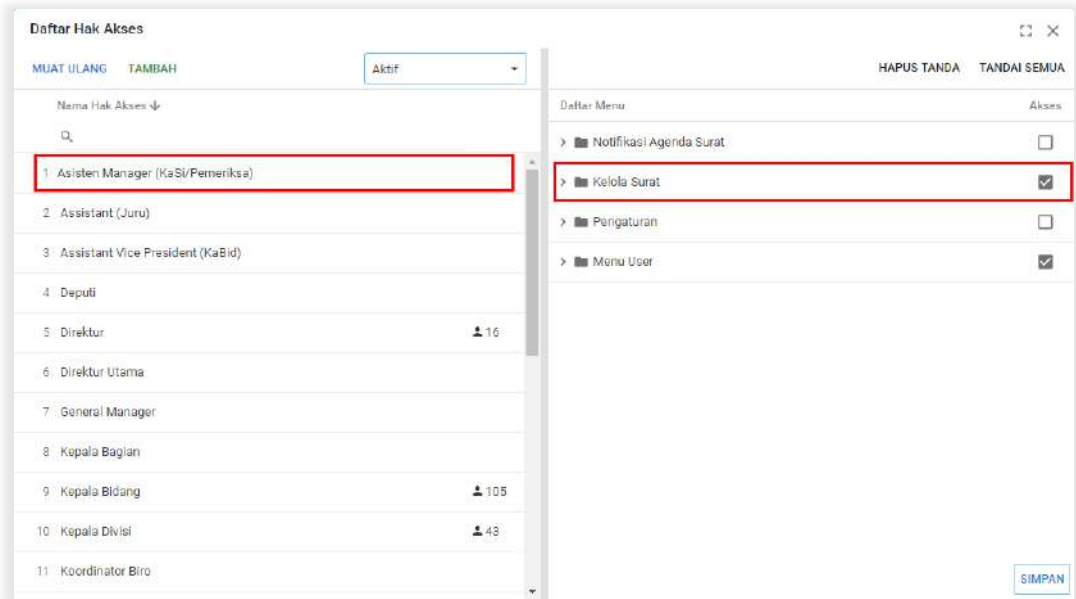 Daftar Hak Akses
MUAT ULANG TAMBAH Aktif HAPUS TANDA TANDAI SEMUA
Nama Hak Akses
Daftar Menu Akses
1 Asisten Manager (KaSi/Pemeriksa)
2 Assistant (Juru)
3 Assistant Vice President (KaBid)
4 Deputi
5 Direktur 16
6 Direktur Utama
7 General Manager
8 Kepala Bagian
9 Kepala Bidang 105
10 Kepala Divisi 43
11 Koordinator Biro
Notifikasi Agenda Surat
Kelola Surat
Pengaturan
Menu User
SIMPAN